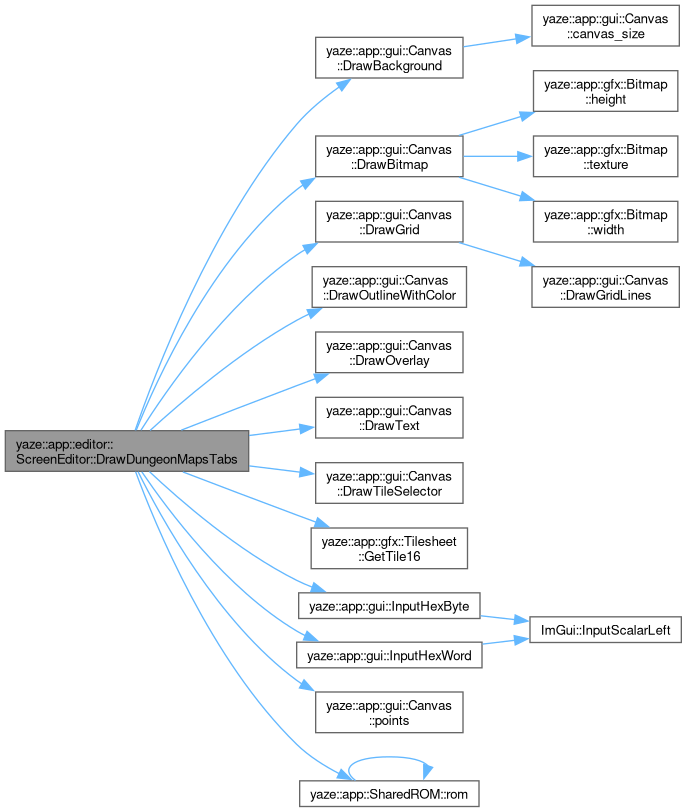 yaze::app::gui::Canvas
::canvas_size
yaze::app::gui::Canvas
::DrawBackground
yaze::app::gfx::Bitmap
::height
yaze::app::gui::Canvas
::DrawBitmap
yaze::app::gfx::Bitmap
::texture
yaze::app::gfx::Bitmap
::width
yaze::app::gui::Canvas
::DrawGrid
yaze::app::gui::Canvas
::DrawGridLines
yaze::app::gui::Canvas
::DrawOutlineWithColor
yaze::app::gui::Canvas
::DrawOverlay
yaze::app::gui::Canvas
::DrawText
yaze::app::editor::
ScreenEditor::DrawDungeonMapsTabs
yaze::app::gui::Canvas
::DrawTileSelector
yaze::app::gfx::Tilesheet
::GetTile16
yaze::app::gui::InputHexByte
ImGui::InputScalarLeft
yaze::app::gui::InputHexWord
yaze::app::gui::Canvas
::points
yaze::app::SharedROM::rom